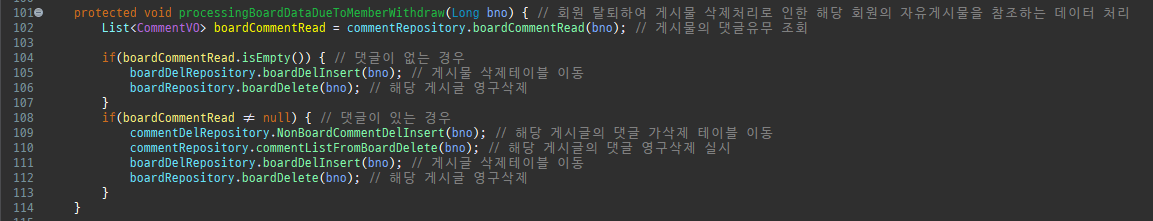 101 protected void processingBoardDataDueToMemberWithdraw(Long bno) { // 회원 탈퇴하여 게시물 삭제처리로 인한 해당 회원의 자유게시물을 참조하는 데이터 처리
102 List<CommentVO> boardCommentRead = commentRepository.boardCommentRead(bno); // 게시물의 댓글유무 조회
103
104 if(boardCommentRead.isEmpty()) { // 댓글이 없는 경우
105 boardDelRepository.boardDelInsert(bno); // 게시물 삭제테이블 이동
106 boardRepository.boardDelete(bno); // 해당 게시글 영구삭제
107 }
108 if(boardCommentRead ≠ null) { // 댓글이 있는 경우
109 commentDelRepository.NonBoardCommentDelInsert(bno); // 해당 게시글의 댓글 가삭제 테이블 이동
110 commentRepository.commentListFromBoardDelete(bno); // 해당 게시글의 댓글 영구삭제 실시
111 boardDelRepository.boardDelInsert(bno); // 게시글 삭제테이블 이동
112 boardRepository.boardDelete(bno); // 해당 게시글 영구삭제
113 }
114 }